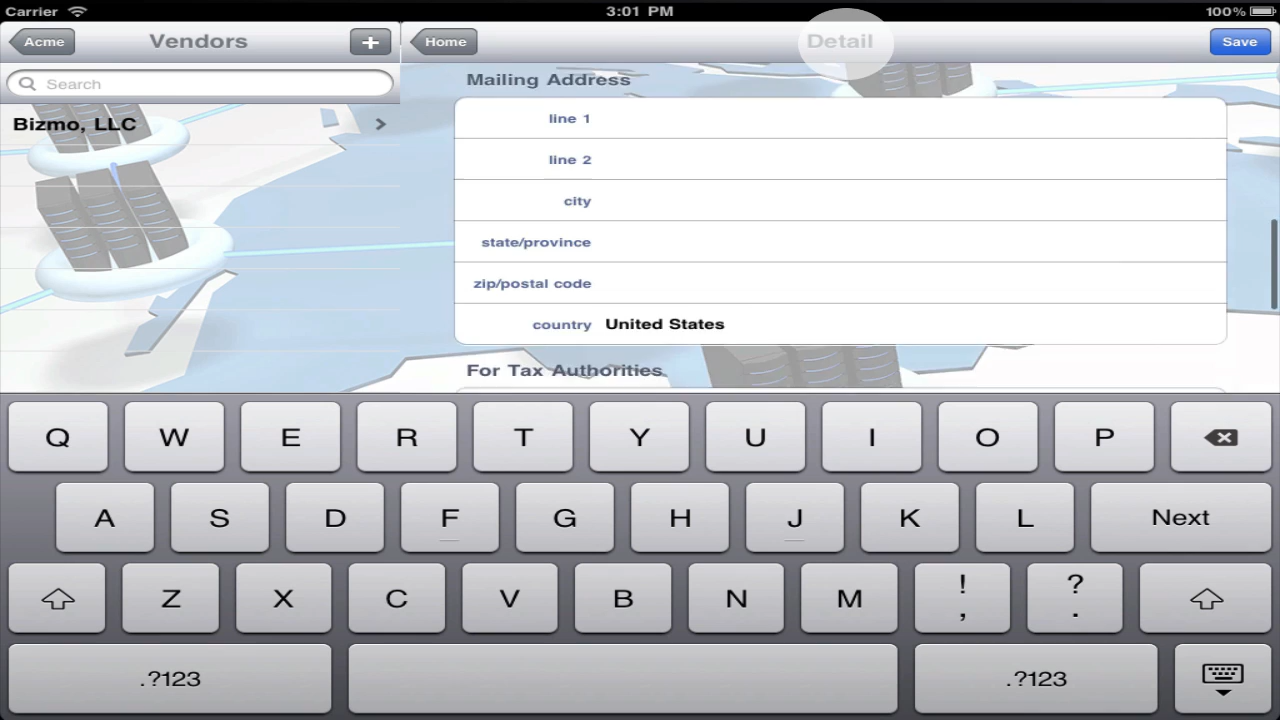 Carrier 3:01 PM 100%
Acme Vendors + Home Detail Save
Search
Mailing Address
Bizmo, LLC
line 1
line 2
city
state/province
zip/postal code
country United States
For Tax Authorities
Q W E R T Y U I O P
A S D F G H J K L Next
Z X C V B N M ! , ? .
.?123 .?123